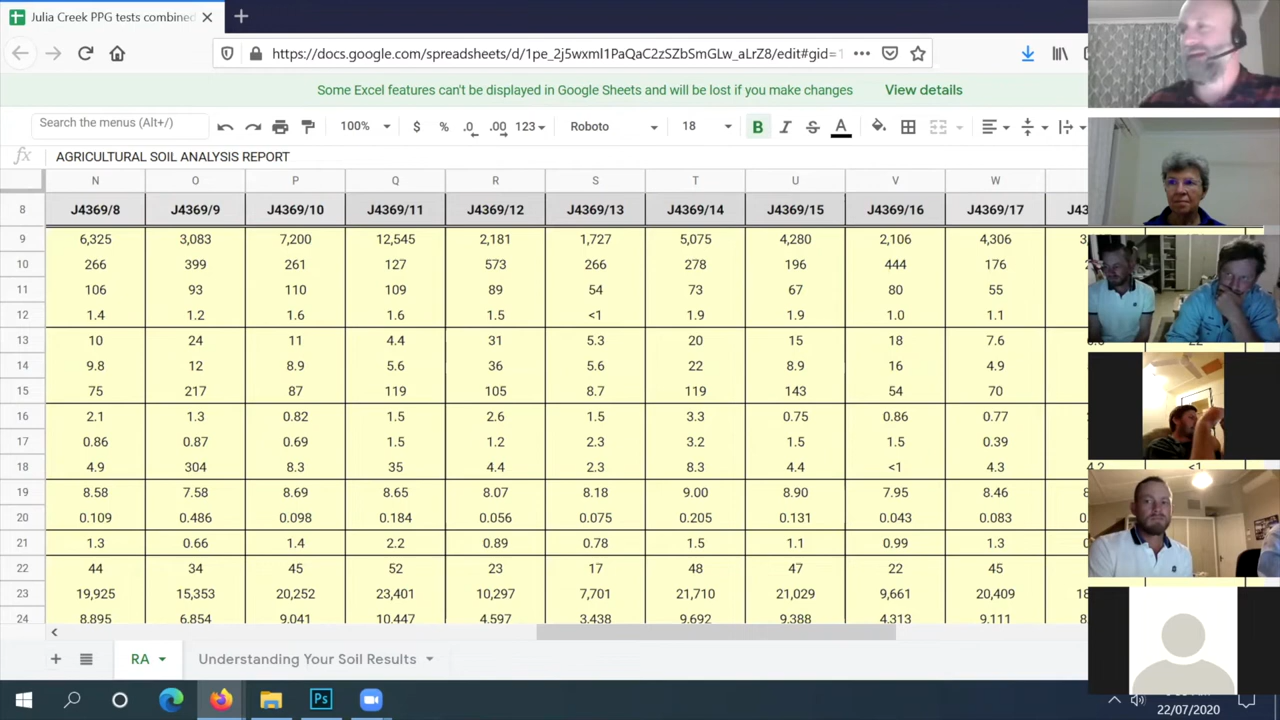 Julia Creek PPG tests combined
https://docs.google.com/spreadsheets/d/1pe_2j5wxml1PaQaC2zSZbSmGLw_aLrZ8/edit#gid=1
Some Excel features can't be displayed in Google Sheets and will be lost if you make changes View details
Search the menus (Alt+/) 100% $ % .0 .00 123 Roboto 18 B I S A
fx AGRICULTURAL SOIL ANALYSIS REPORT
N O P Q R S T U V W
8 J4369/8 J4369/9 J4369/10 J4369/11 J4369/12 J4369/13 J4369/14 J4369/15 J4369/16 J4369/17
9 6,325 3,083 7,200 12,545 2,181 1,727 5,075 4,280 2,106 4,306
10 266 399 261 127 573 266 278 196 444 176
11 106 93 110 109 89 54 73 67 80 55
12 1.4 1.2 1.6 1.6 1.5 <1 1.9 1.9 1.0 1.1
13 10 24 11 4.4 31 5.3 20 15 18 7.6
14 9.8 12 8.9 5.6 36 5.6 22 8.9 16 4.9
15 75 217 87 119 105 8.7 119 143 54 70
16 2.1 1.3 0.82 1.5 2.6 1.5 3.3 0.75 0.86 0.77
17 0.86 0.87 0.69 1.5 1.2 2.3 3.2 1.5 1.5 0.39
18 4.9 304 8.3 35 4.4 2.3 8.3 4.4 <1 4.3 4.2 <1
19 8.58 7.58 8.69 8.65 8.07 8.18 9.00 8.90 7.95 8.46
20 0.109 0.486 0.098 0.184 0.056 0.075 0.205 0.131 0.043 0.083
21 1.3 0.66 1.4 2.2 0.89 0.78 1.5 1.1 0.99 1.3
22 44 34 45 52 23 17 48 47 22 45
23 19,925 15,353 20,252 23,401 10,297 7,701 21,710 21,029 9,661 20,409
24 8.895 6.854 9.041 10.447 4.597 3.438 9.692 9.388 4.313 9.111
RA Understanding Your Soil Results
Ps
22/07/2020